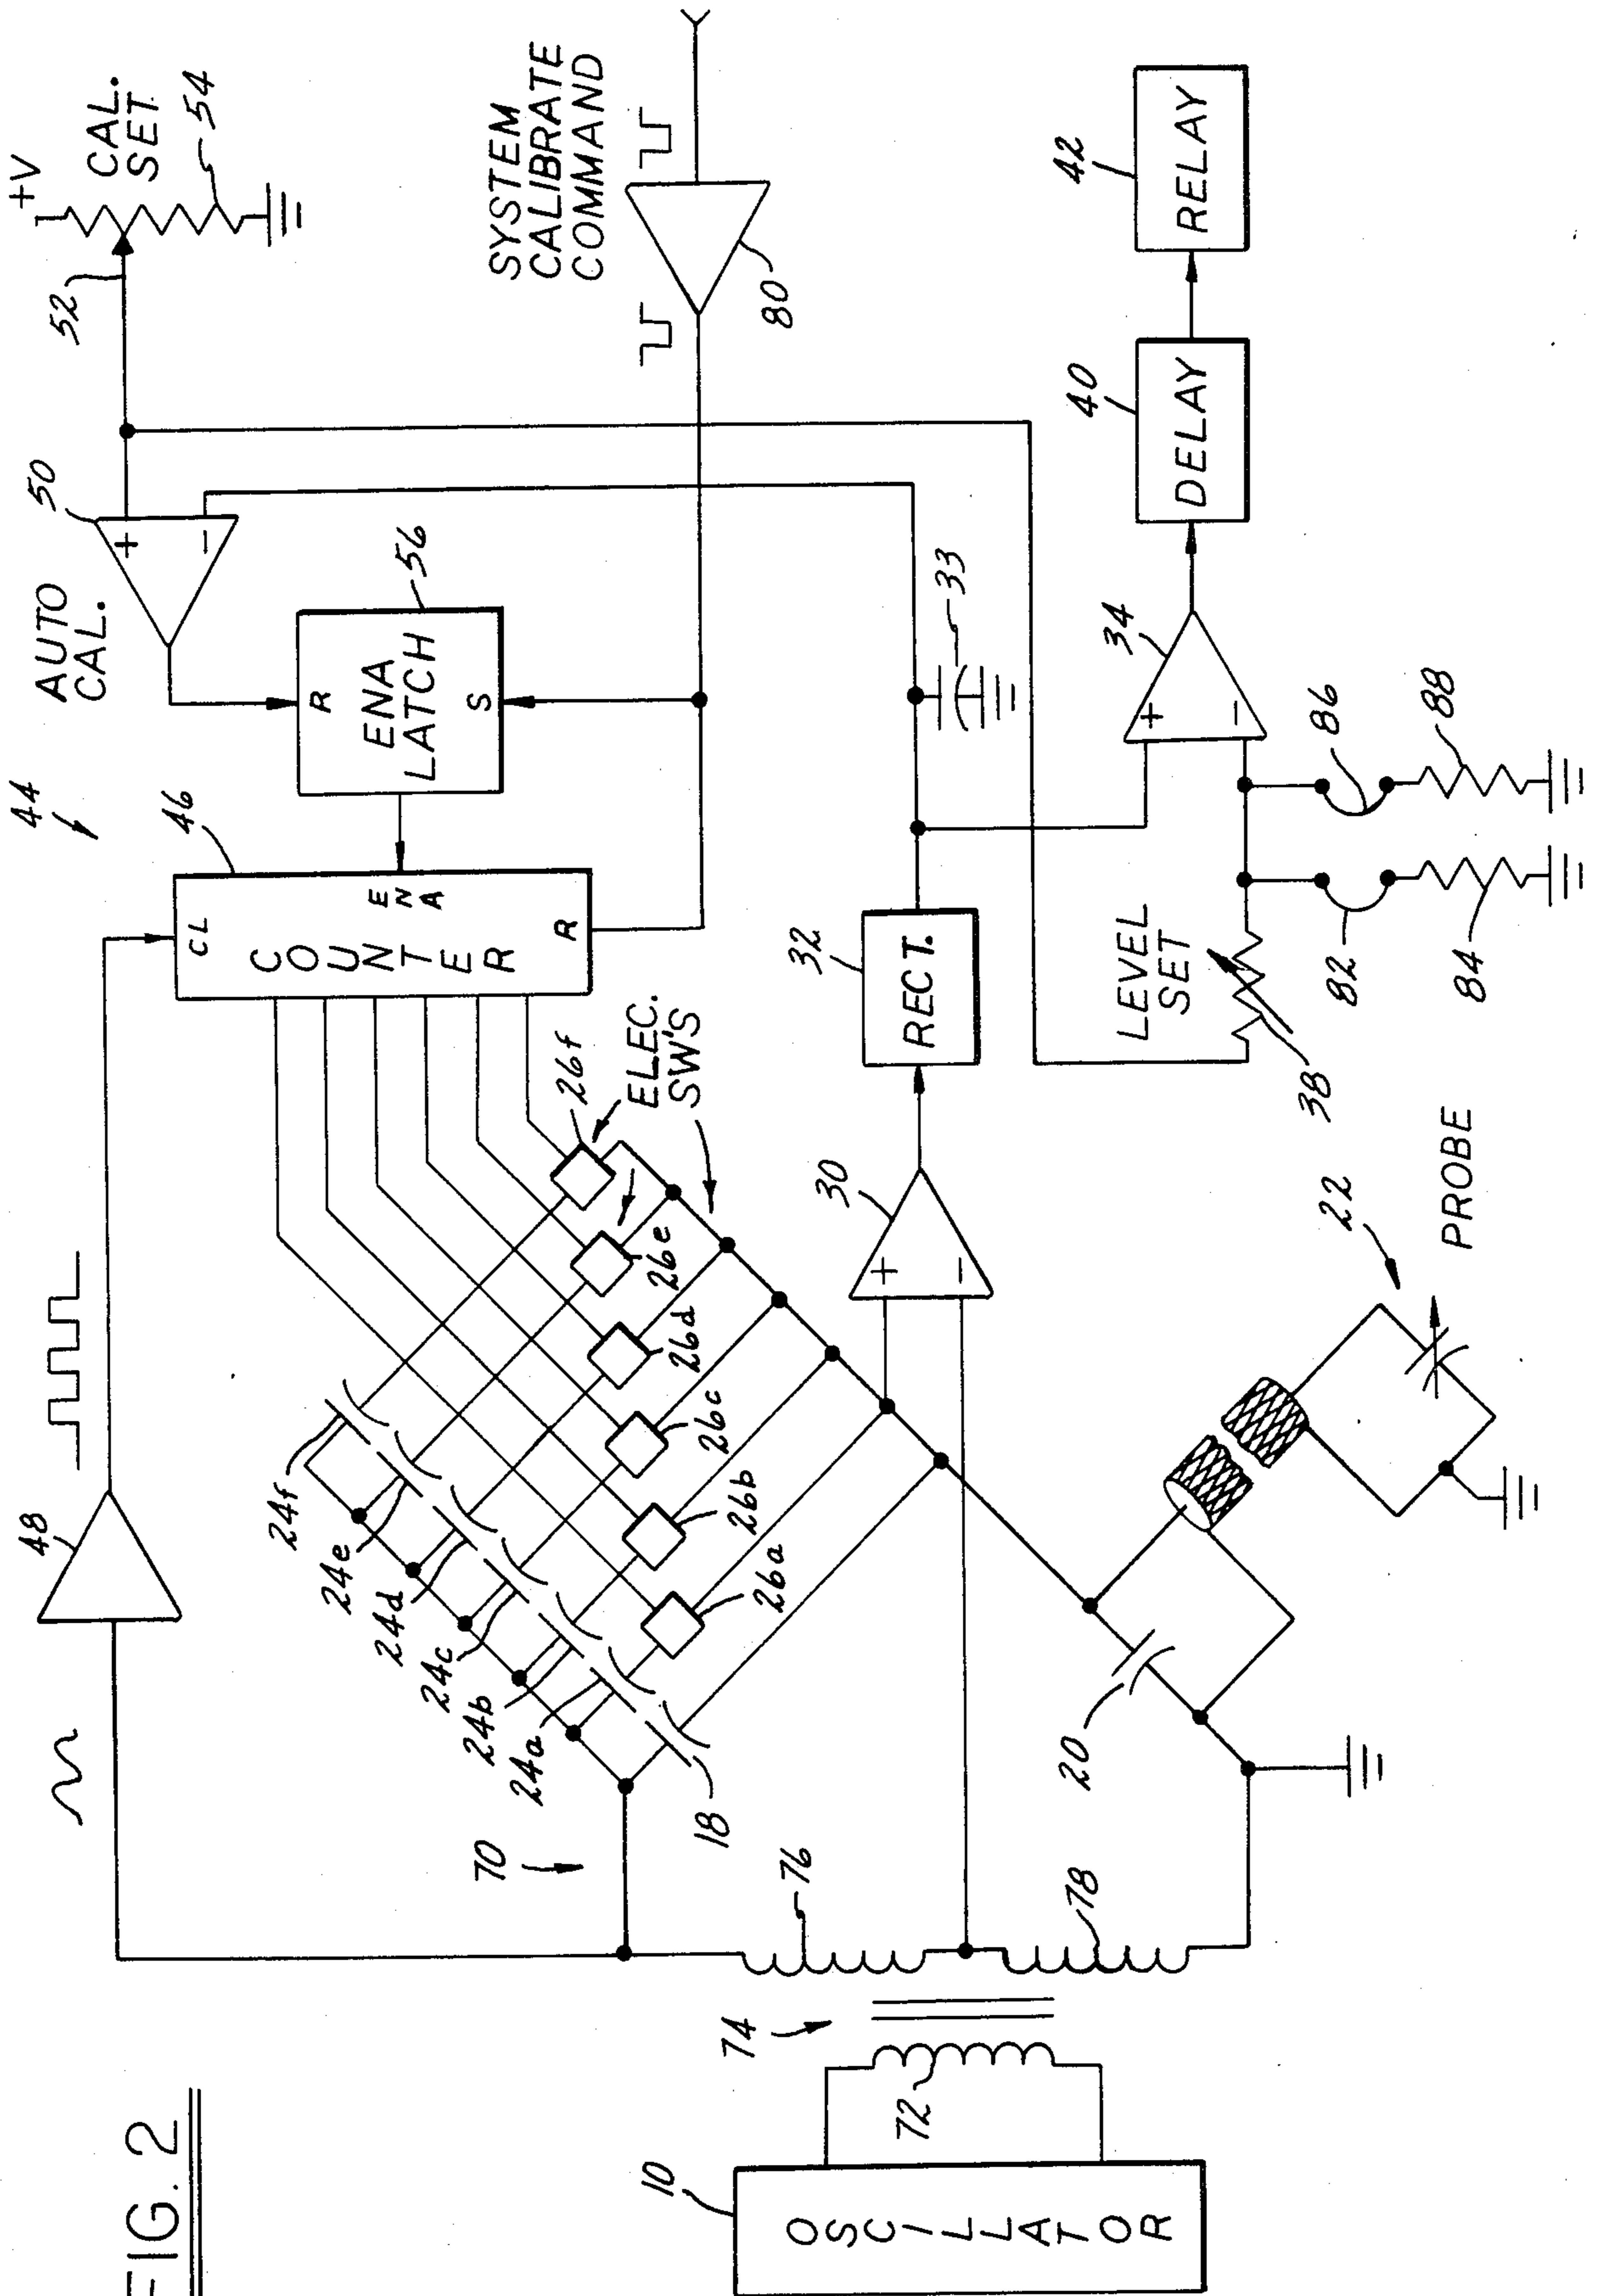 FIG. 2
10
OSCILLATOR
72
74
76
78
70
48
18
20
24a
24b
24c
24d
24e
24f
26a
26b
26c
26d
26e
26f
ELEC.
SW'S
22
PROBE
30
+
−
32
RECT.
33
44
46
CL
COUNTER
ENA
R
AUTO
CAL.
50
+
−
R
ENA
LATCH
S
56
52
+V
CAL.
SET.
54
SYSTEM
CALIBRATE
COMMAND
80
LEVEL
SET
38
34
+
−
82
84
86
88
40
DELAY
42
RELAY